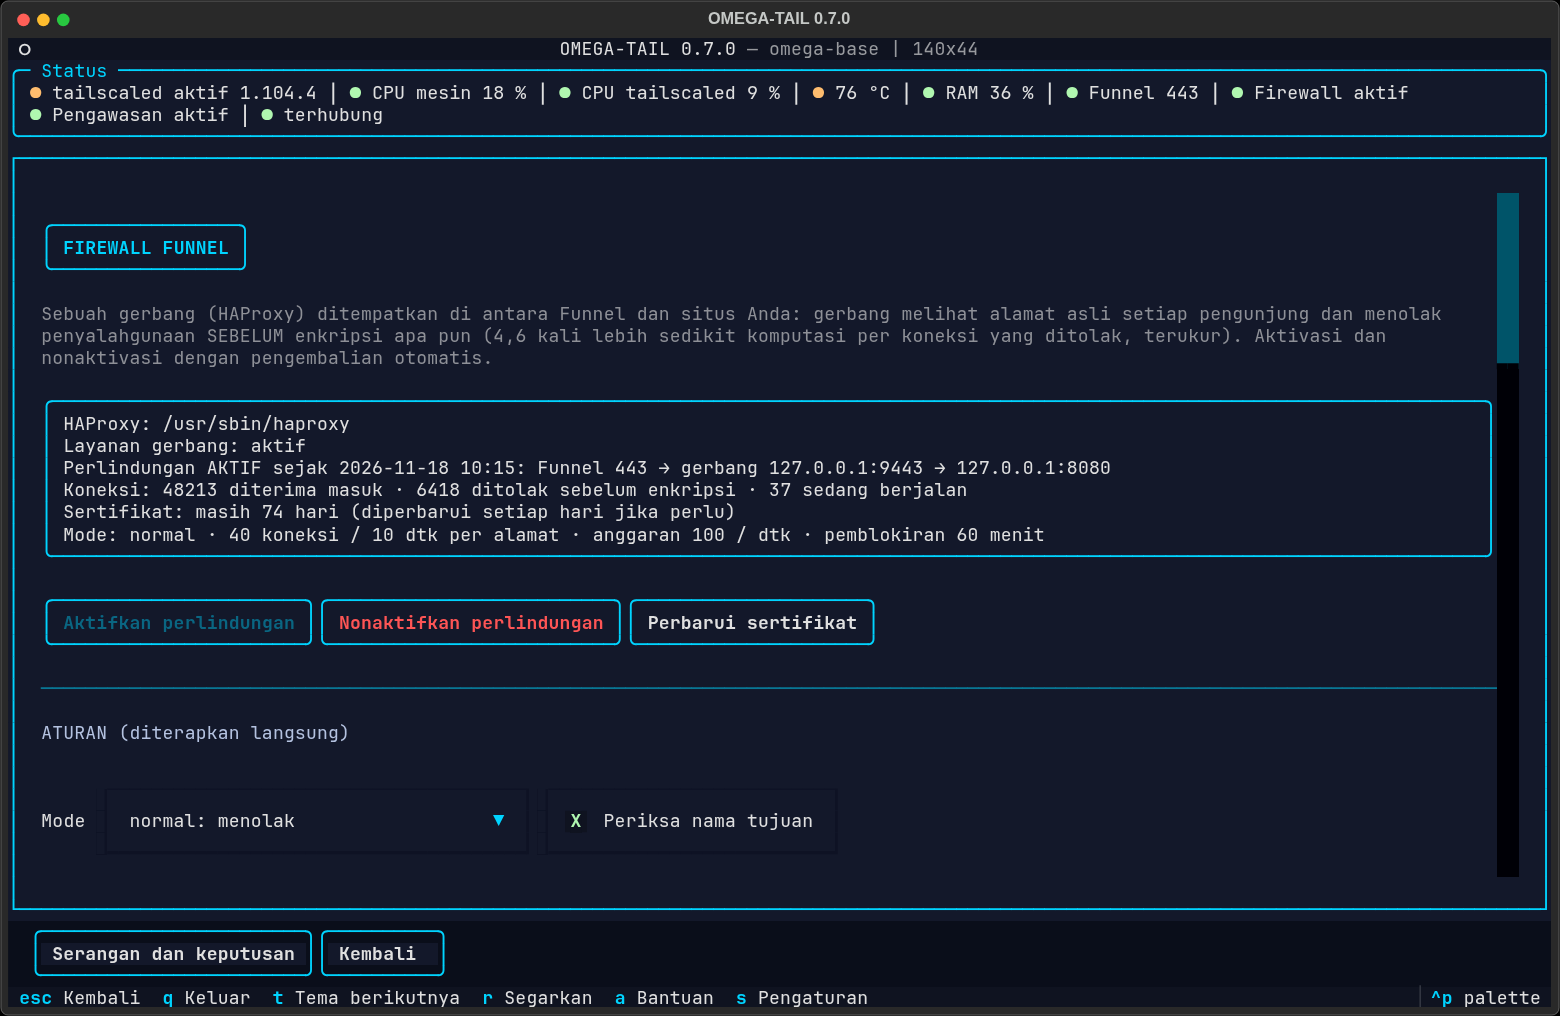 OMEGA-TAIL 0.7.0
OMEGA-TAIL 0.7.0 — omega-base | 140x44
Status
● tailscaled aktif 1.104.4 │ ● CPU mesin 18 % │ ● CPU tailscaled 9 % │ ● 76 °C │ ● RAM 36 % │ ● Funnel 443 │ ● Firewall aktif
● Pengawasan aktif │ ● terhubung
FIREWALL FUNNEL
Sebuah gerbang (HAProxy) ditempatkan di antara Funnel dan situs Anda: gerbang melihat alamat asli setiap pengunjung dan menolak
penyalahgunaan SEBELUM enkripsi apa pun (4,6 kali lebih sedikit komputasi per koneksi yang ditolak, terukur). Aktivasi dan
nonaktivasi dengan pengembalian otomatis.
HAProxy: /usr/sbin/haproxy
Layanan gerbang: aktif
Perlindungan AKTIF sejak 2026-11-18 10:15: Funnel 443 → gerbang 127.0.0.1:9443 → 127.0.0.1:8080
Koneksi: 48213 diterima masuk · 6418 ditolak sebelum enkripsi · 37 sedang berjalan
Sertifikat: masih 74 hari (diperbarui setiap hari jika perlu)
Mode: normal · 40 koneksi / 10 dtk per alamat · anggaran 100 / dtk · pemblokiran 60 menit
Aktifkan perlindungan Nonaktifkan perlindungan Perbarui sertifikat
ATURAN (diterapkan langsung)
Mode normal: menolak ▼ X Periksa nama tujuan
Serangan dan keputusan Kembali
esc Kembali q Keluar t Tema berikutnya r Segarkan a Bantuan s Pengaturan ^p palette